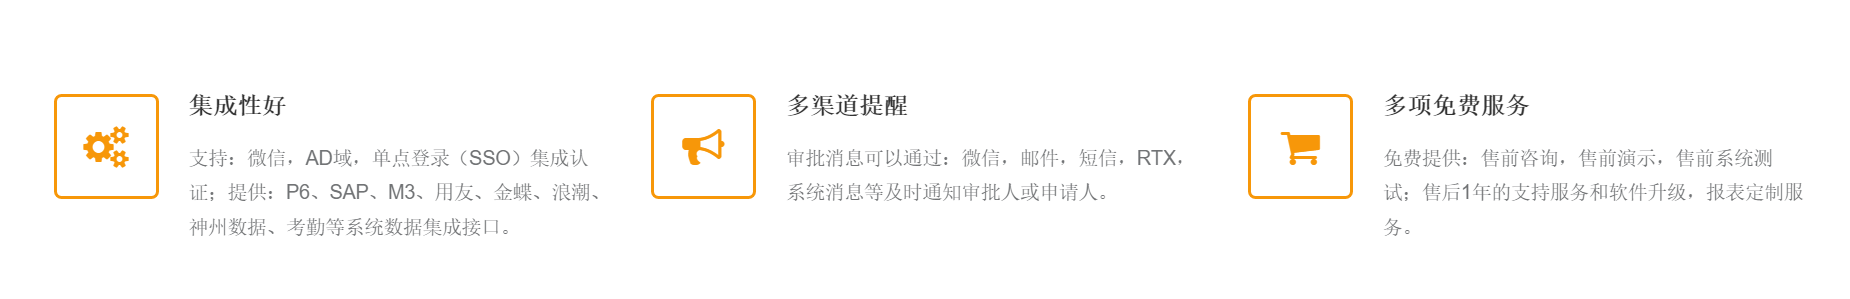 集成性好
支持：微信，AD域，单点登录（SSO）集成认
证；提供：P6、SAP、M3、用友、金蝶、浪潮、
神州数据、考勤等系统数据集成接口。
多渠道提醒
审批消息可以通过：微信，邮件，短信，RTX，
系统消息等及时通知审批人或申请人。
多项免费服务
免费提供：售前咨询，售前演示，售前系统测
试；售后1年的支持服务和软件升级，报表定制服
务。